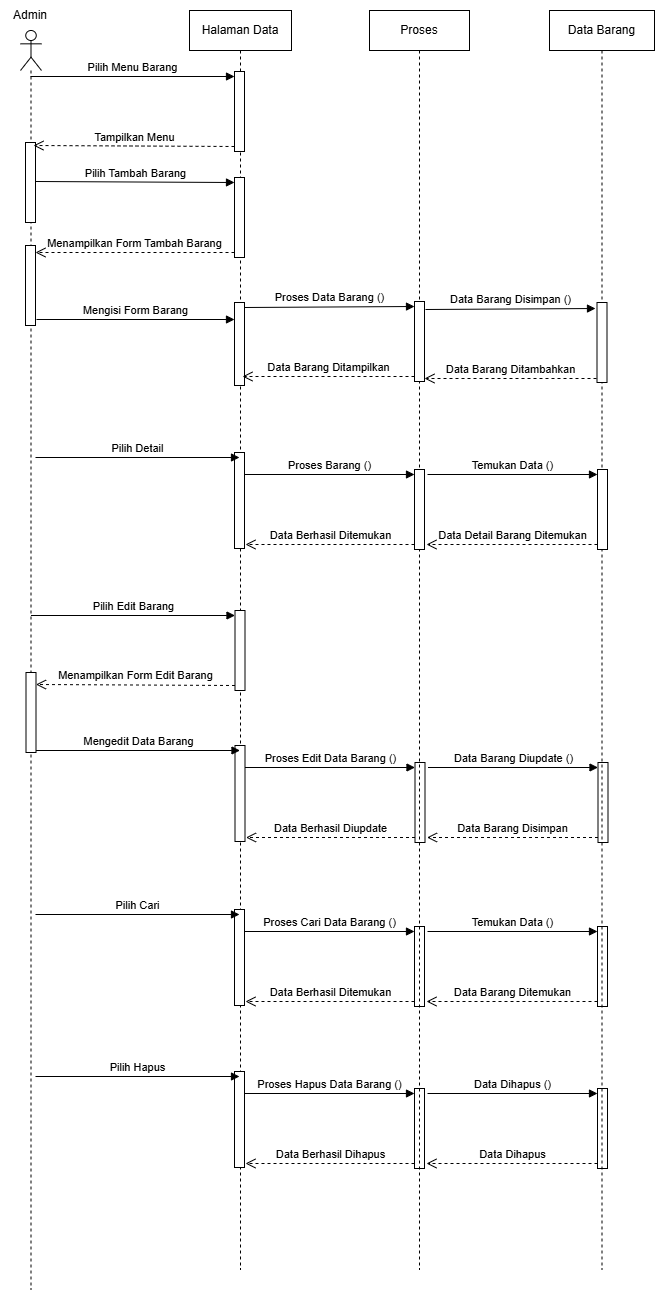 Admin
Halaman Data
Proses
Data Barang
Pilih Menu Barang
Tampilkan Menu
Pilih Tambah Barang
Menampilkan Form Tambah Barang
Mengisi Form Barang
Proses Data Barang ()
Data Barang Disimpan ()
Data Barang Ditampilkan
Data Barang Ditambahkan
Pilih Detail
Proses Barang ()
Temukan Data ()
Data Berhasil Ditemukan
Data Detail Barang Ditemukan
Pilih Edit Barang
Menampilkan Form Edit Barang
Mengedit Data Barang
Proses Edit Data Barang ()
Data Barang Diupdate ()
Data Berhasil Diupdate
Data Barang Disimpan
Pilih Cari
Proses Cari Data Barang ()
Temukan Data ()
Data Berhasil Ditemukan
Data Barang Ditemukan
Pilih Hapus
Proses Hapus Data Barang ()
Data Dihapus ()
Data Berhasil Dihapus
Data Dihapus